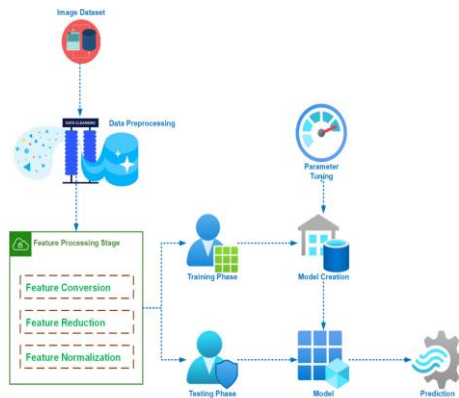 Image Dataset
DATA CLEANSING
Data Preprocessing
Parameter
Tuning
Feature Processing Stage
Feature Conversion
Feature Reduction
Feature Normalization
Training Phase
Model Creation
Testing Phase
Model
Prediction